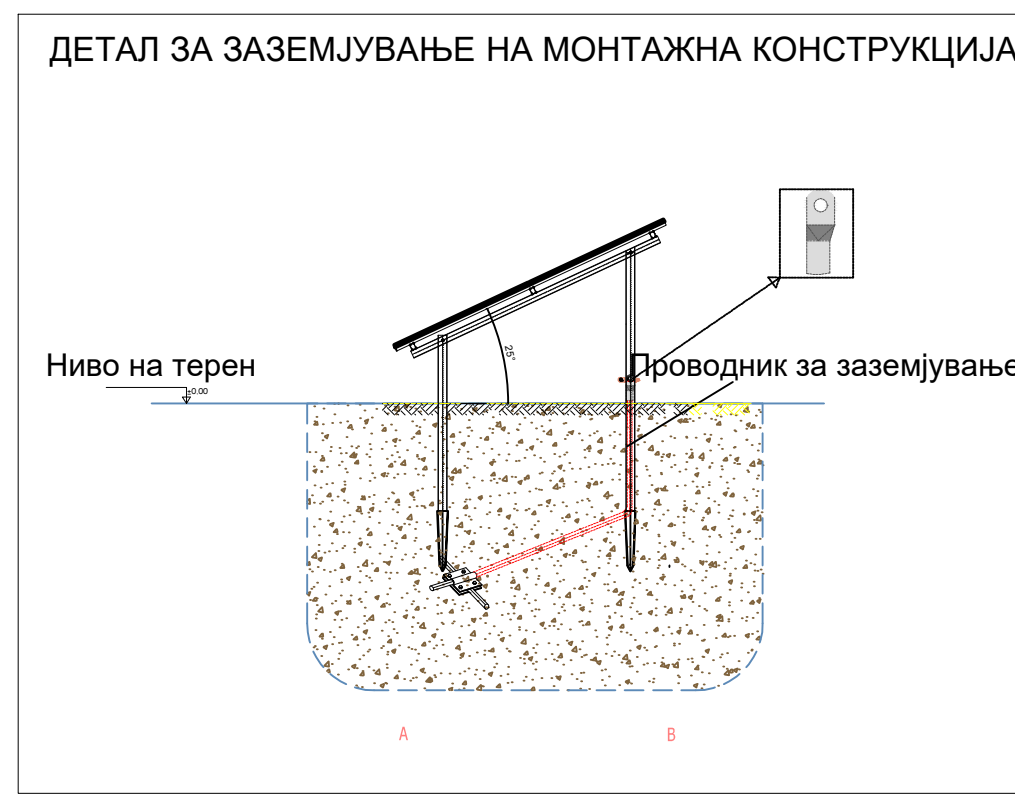 ДЕТАЛ ЗА ЗАЗЕМЈУВАЊЕ НА МОНТАЖНА КОНСТРУКЦИЈА
25°
Ниво на терен
Проводник за заземјување
±0.00
A B